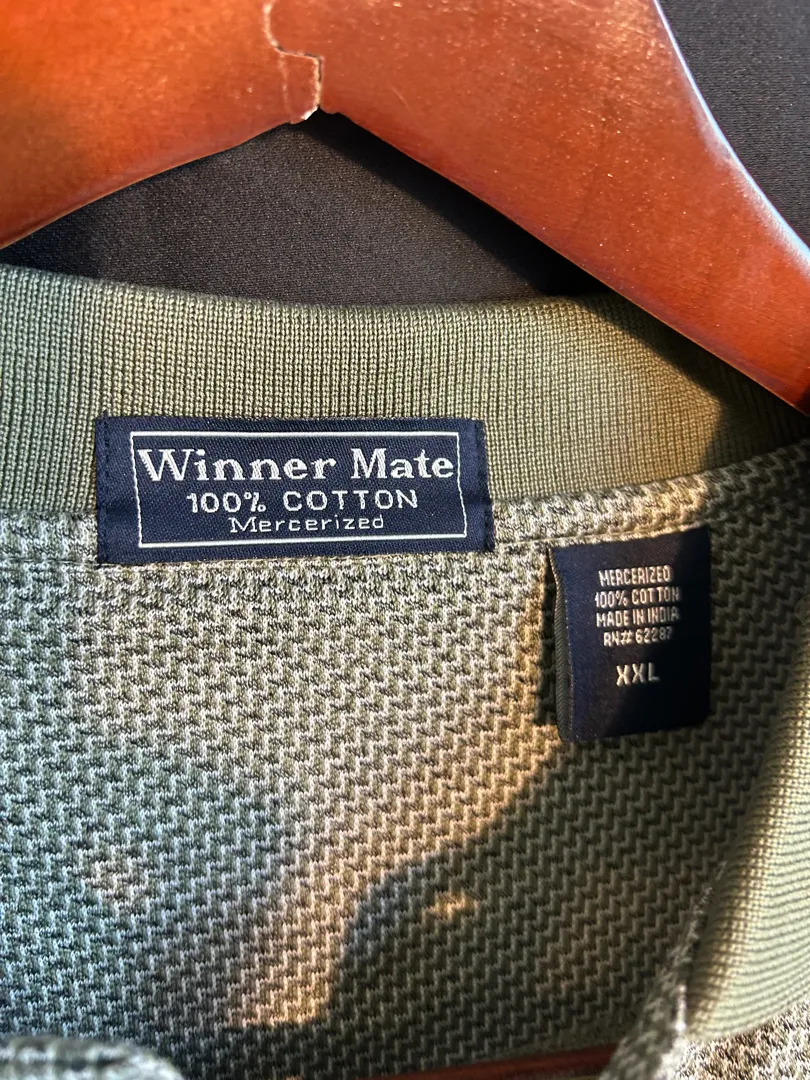 Winner Mate
100% COTTON
Mercerized
MERCERIZED
100% COTTON
MADE IN INDIA
RN# 62287
XXL